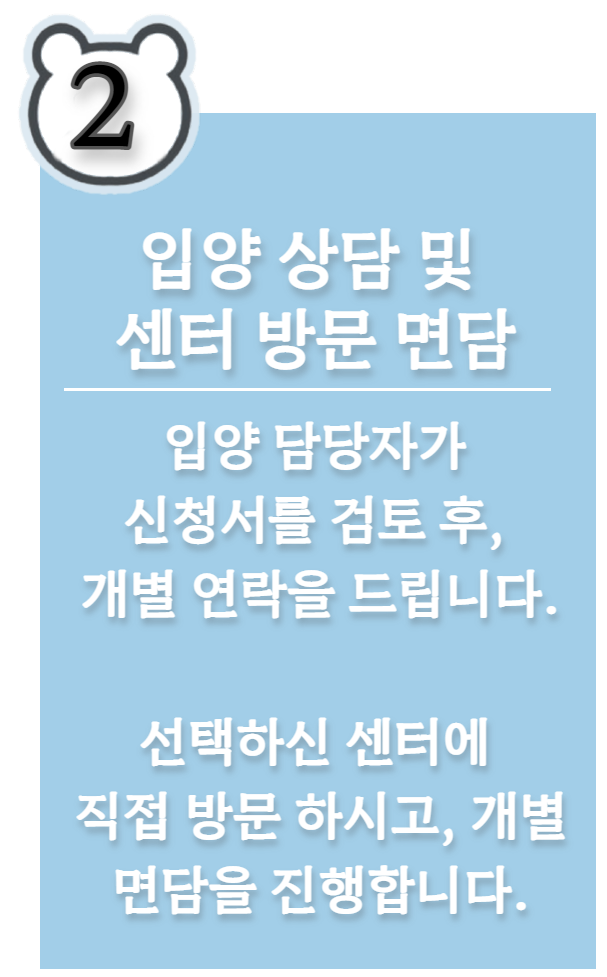 2
입양 상담 및
센터 방문 면담
입양 담당자가
신청서를 검토 후,
개별 연락을 드립니다.
선택하신 센터에
직접 방문 하시고, 개별
면담을 진행합니다.